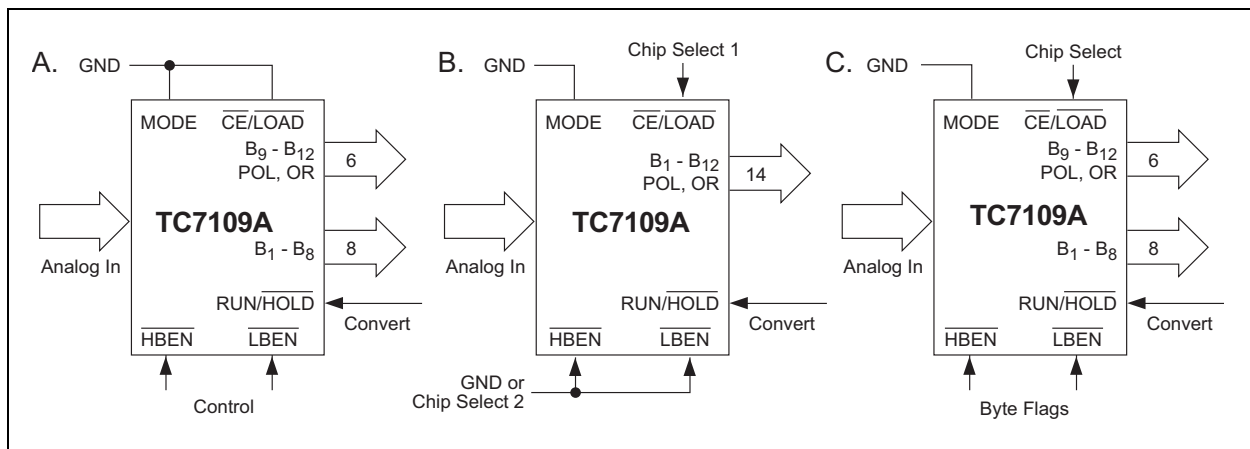 A.
GND
MODE
CE/LOAD
B9 - B12
POL, OR
6
TC7109A
B1 - B8
8
Analog In
RUN/HOLD
Convert
HBEN
LBEN
Control
B.
GND
Chip Select 1
MODE
CE/LOAD
B1 - B12
POL, OR
14
TC7109A
Analog In
RUN/HOLD
Convert
HBEN
LBEN
GND or
Chip Select 2
C.
GND
Chip Select
MODE
CE/LOAD
B9 - B12
POL, OR
6
TC7109A
B1 - B8
8
Analog In
RUN/HOLD
Convert
HBEN
LBEN
Byte Flags